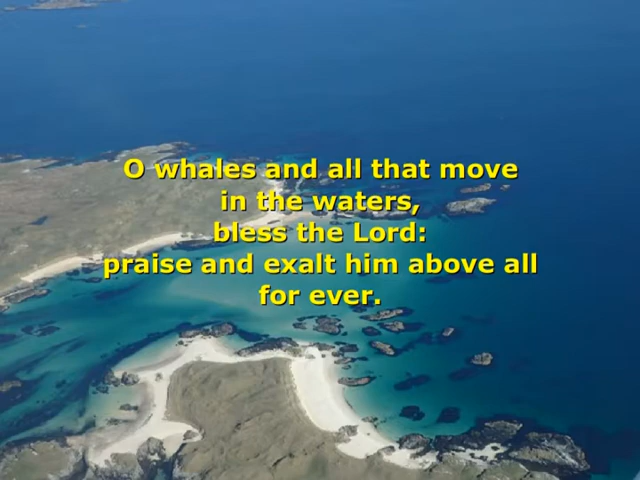 O whales and all that move
in the waters,
bless the Lord:
praise and exalt him above all
for ever.